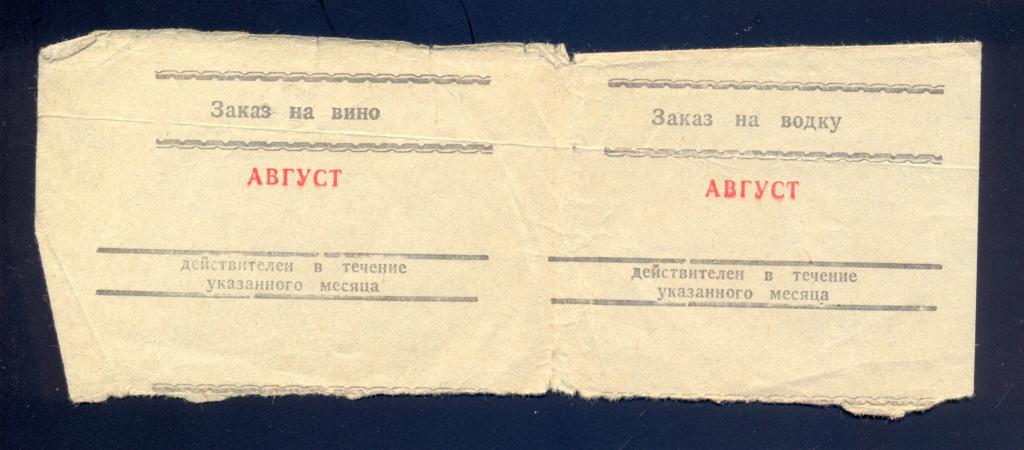 Заказ на вино
АВГУСТ
действителен в течение
указанного месяца
Заказ на водку
АВГУСТ
действителен в течение
указанного месяца